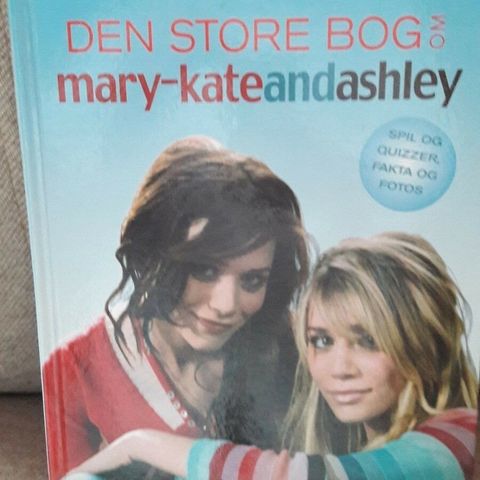 DEN STORE BOG OM
mary-kateandashley
SPIL OG
QUIZZER,
FAKTA OG
FOTOS